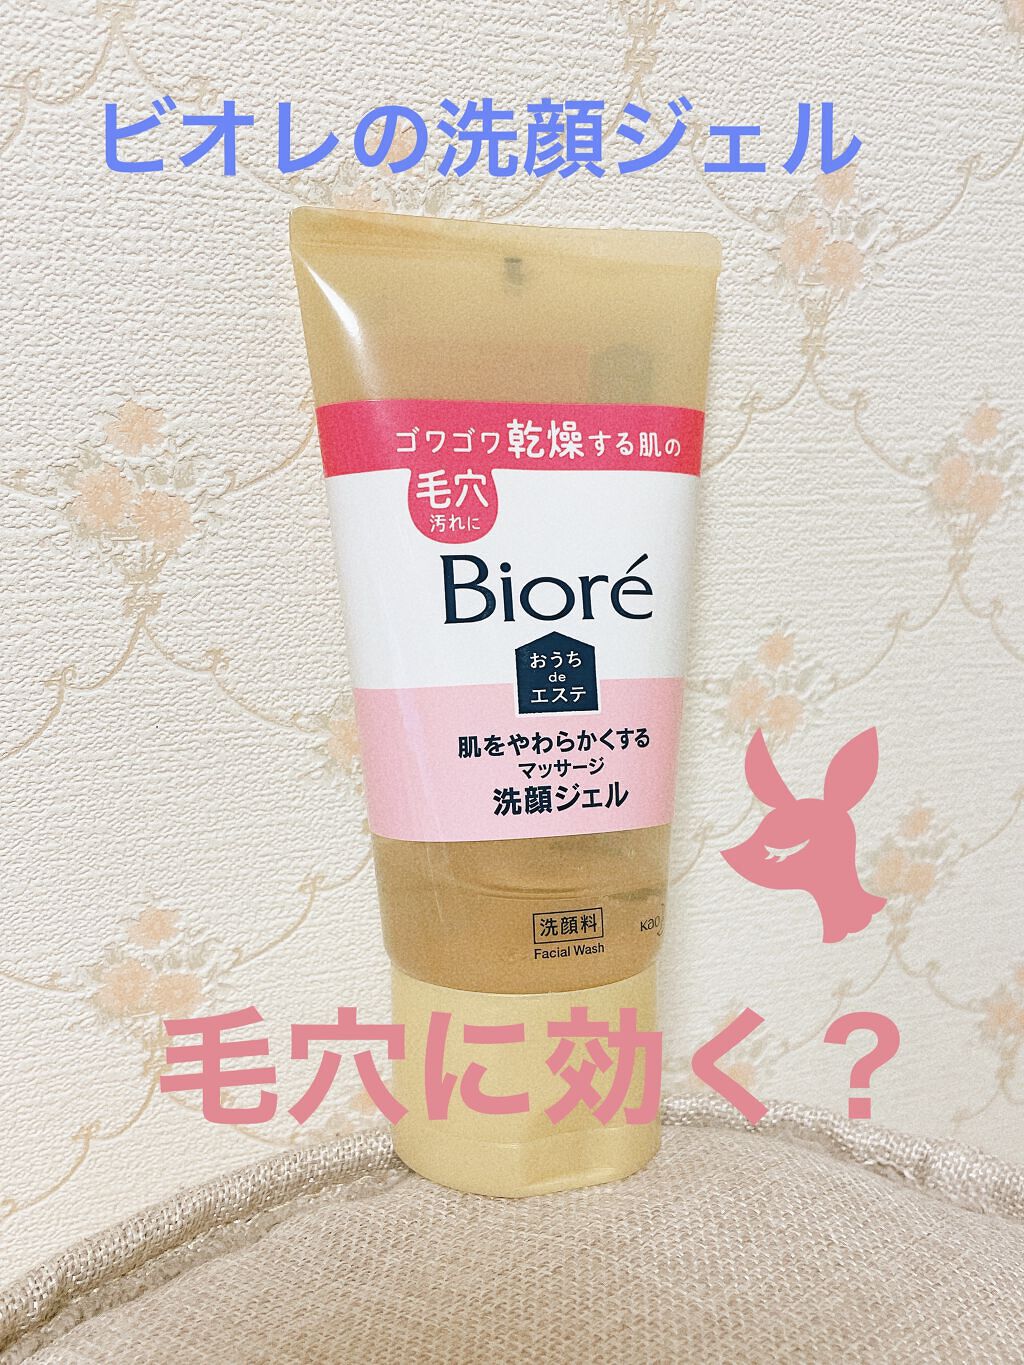 ビオレの洗顔ジェル
ゴワゴワ乾燥する肌の
毛穴
汚れに
Bioré
おうち
de
エステ
肌をやわらかくする
マッサージ
洗顔ジェル
洗顔料
Facial Wash
Kao
毛穴に効く？